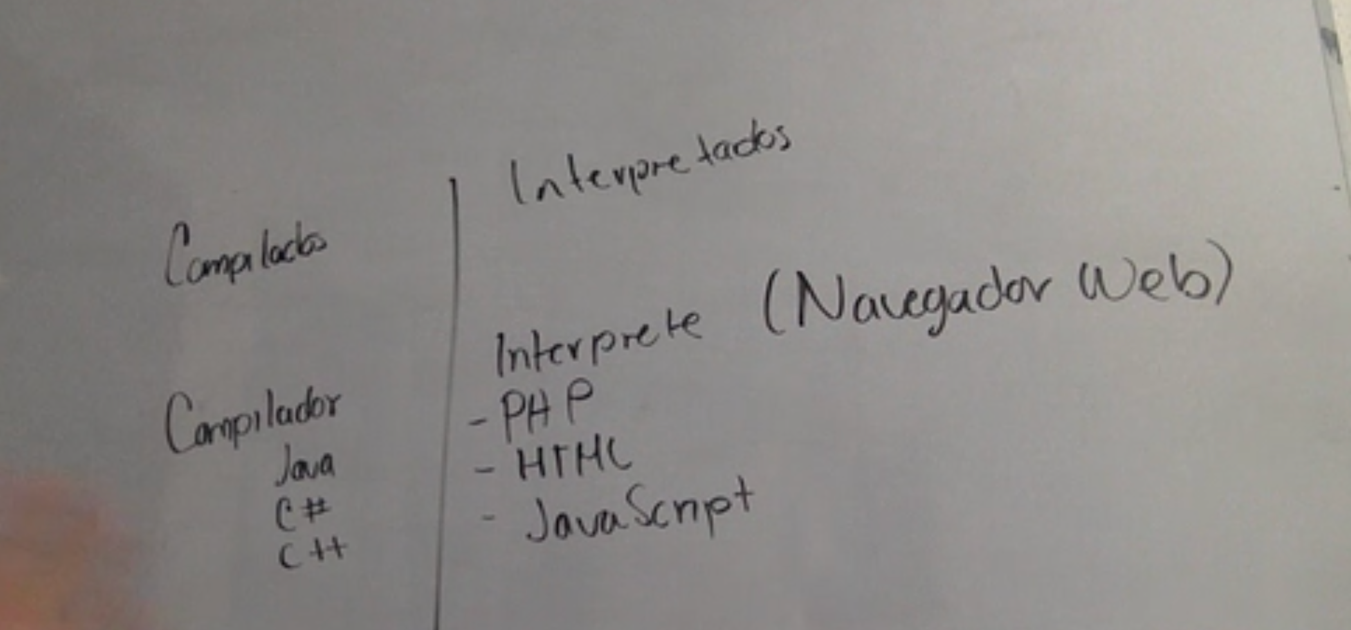 Compilados
Compilador
Java
C#
C++
Interpretados
Interprete (Navegador Web)
- PHP
- HTML
- JavaScript